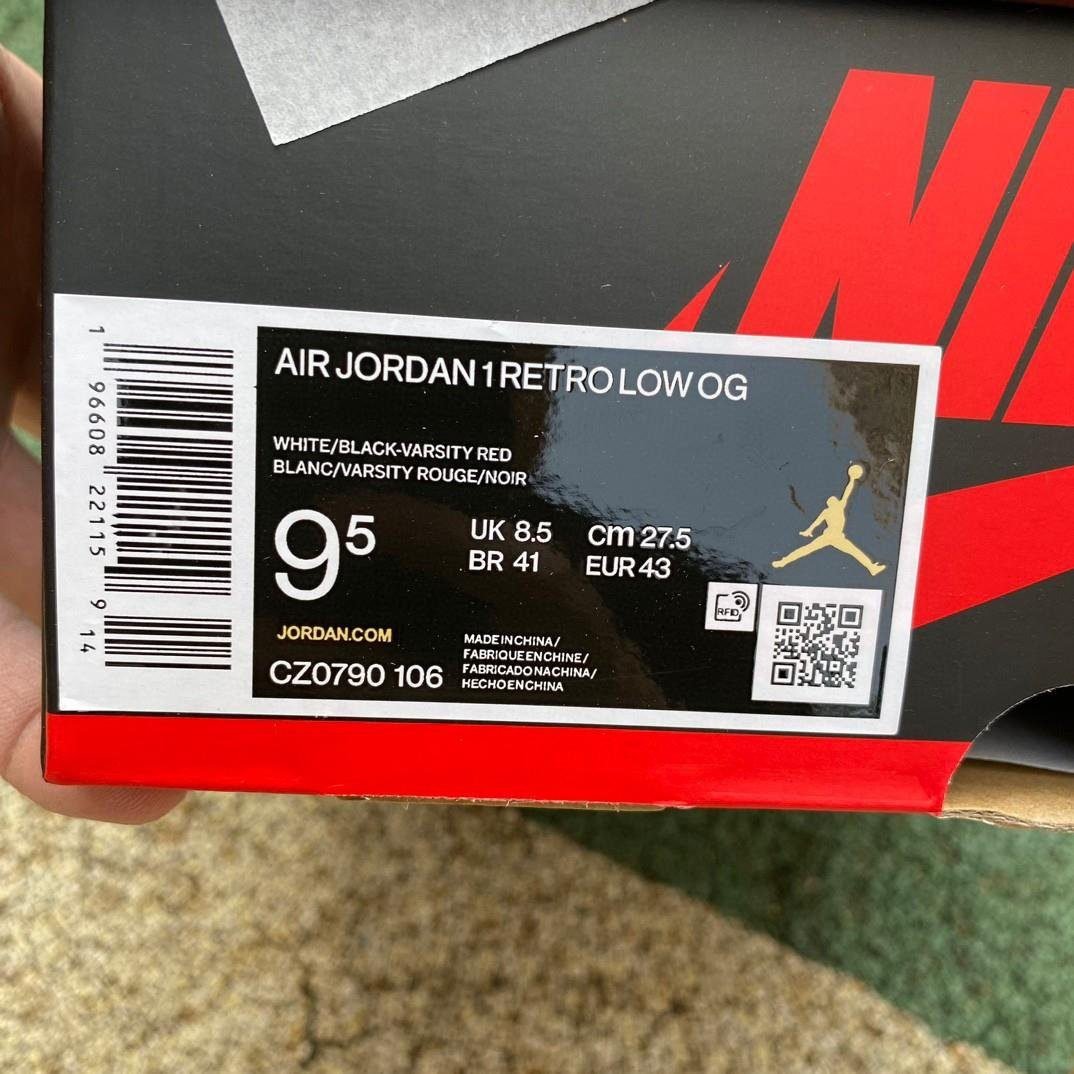 NI
AIR JORDAN 1 RETRO LOW OG
WHITE/BLACK-VARSITY RED
BLANC/VARSITY ROUGE/NOIR
95
UK 8.5 cm 27.5
BR 41 EUR 43
RFID
JORDAN.COM
CZ0790 106
MADE IN CHINA/
FABRIQUE EN CHINE/
FABRICADO NA CHINA/
HECHO EN CHINA
1 96608 22115 9 14